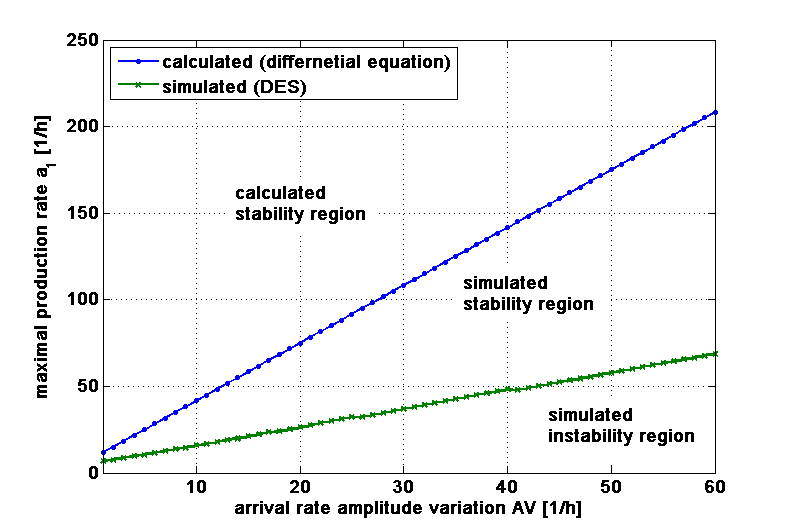 250
200
150
100
50
0
maximal production rate a1 [1/h]
calculated (differnetial equation)
simulated (DES)
calculated
stability region
simulated
stability region
simulated
instability region
10 20 30 40 50 60
arrival rate amplitude variation AV [1/h]